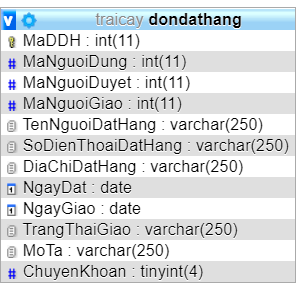 traicay dondathang
MaDDH : int(11)
MaNguoiDung : int(11)
MaNguoiDuyet : int(11)
MaNguoiGiao : int(11)
TenNguoiDatHang : varchar(250)
SoDienThoaiDatHang : varchar(250)
DiaChiDatHang : varchar(250)
NgayDat : date
NgayGiao : date
TrangThaiGiao : varchar(250)
MoTa : varchar(250)
ChuyenKhoan : tinyint(4)